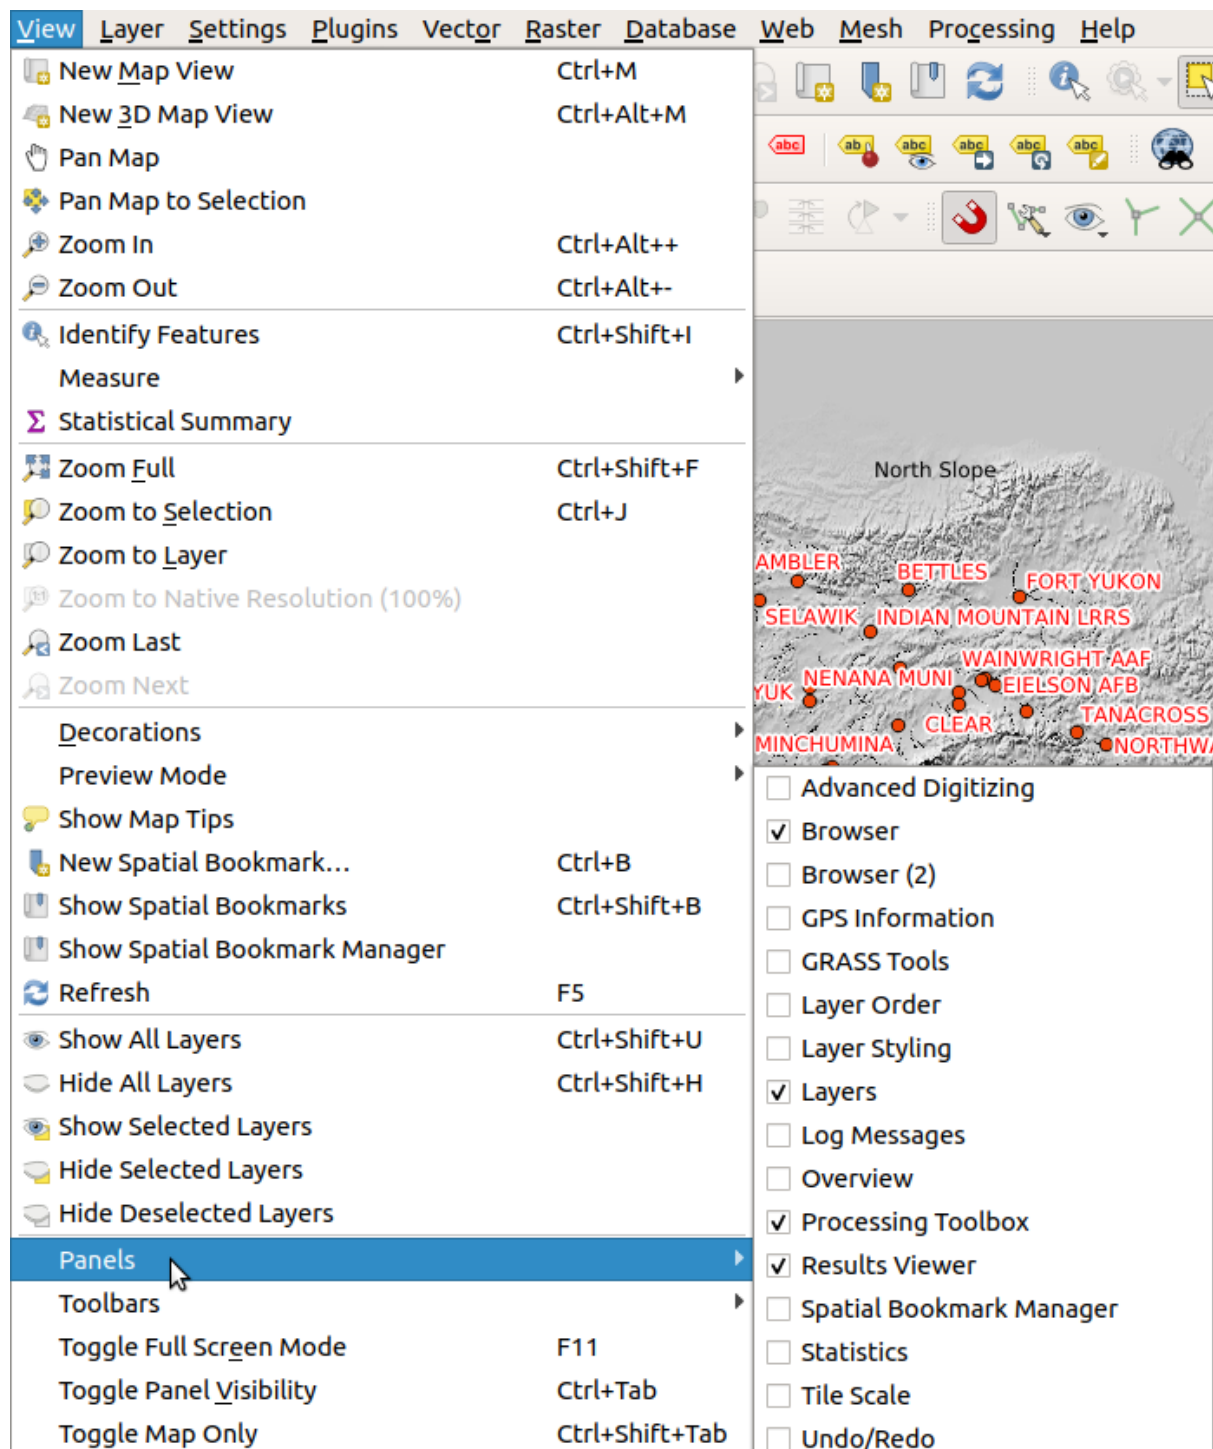 View Layer Settings Plugins Vector Raster Database Web Mesh Processing Help
New Map View Ctrl+M
New 3D Map View Ctrl+Alt+M
Pan Map
Pan Map to Selection
Zoom In Ctrl+Alt++
Zoom Out Ctrl+Alt+-
Identify Features Ctrl+Shift+I
Measure
Statistical Summary
Zoom Full Ctrl+Shift+F
Zoom to Selection Ctrl+J
Zoom to Layer
Zoom to Native Resolution (100%)
Zoom Last
Zoom Next
Decorations
Preview Mode
Show Map Tips
New Spatial Bookmark... Ctrl+B
Show Spatial Bookmarks Ctrl+Shift+B
Show Spatial Bookmark Manager
Refresh F5
Show All Layers Ctrl+Shift+U
Hide All Layers Ctrl+Shift+H
Show Selected Layers
Hide Selected Layers
Hide Deselected Layers
Panels
Toolbars
Toggle Full Screen Mode F11
Toggle Panel Visibility Ctrl+Tab
Toggle Map Only Ctrl+Shift+Tab
abc ab abc abc abc abc
North Slope
AMBLER
BETTLES
FORT YUKON
SELAWIK INDIAN MOUNTAIN LRRS
WAINWRIGHT AAF
YUK NENANA MUNI EIELSON AFB
CLEAR TANACROSS
MINCHUMINA NORTHWA
Advanced Digitizing
Browser
Browser (2)
GPS Information
GRASS Tools
Layer Order
Layer Styling
Layers
Log Messages
Overview
Processing Toolbox
Results Viewer
Spatial Bookmark Manager
Statistics
Tile Scale
Undo/Redo